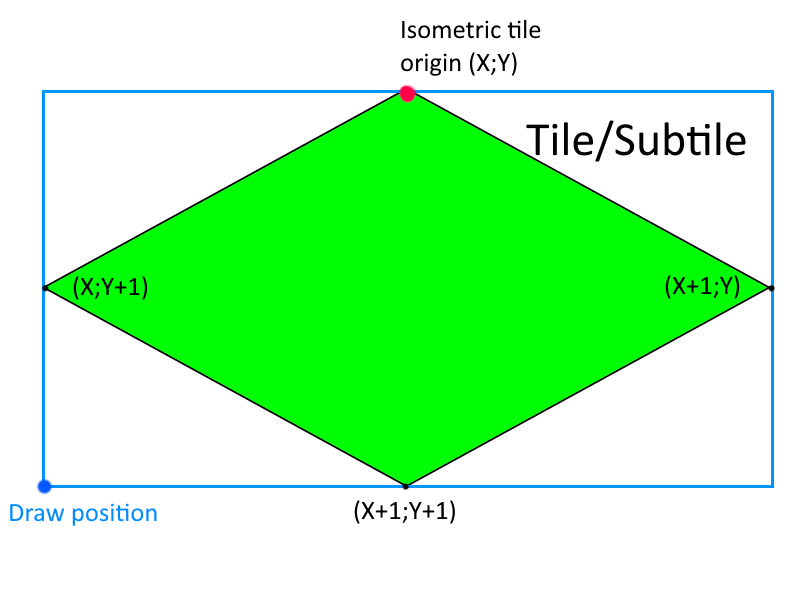 Isometric tile
origin (X;Y)
Tile/Subtile
(X;Y+1)
(X+1;Y)
Draw position
(X+1;Y+1)